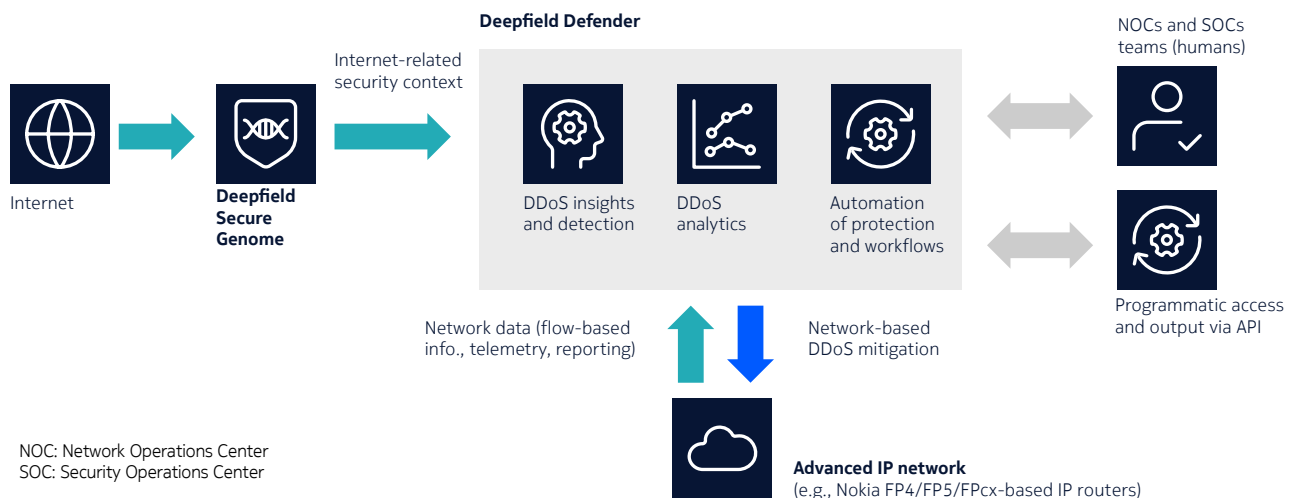 Deepfield Defender
Internet-related
security context
NOCs and SOCs
teams (humans)
Internet
Deepfield
Secure
Genome
DDoS insights
and detection
DDoS
analytics
Automation
of protection
and workflows
Programmatic access
and output via API
Network data (flow-based
info., telemetry, reporting)
Network-based
DDoS mitigation
NOC: Network Operations Center
SOC: Security Operations Center
Advanced IP network
(e.g., Nokia FP4/FP5/FPcx-based IP routers)